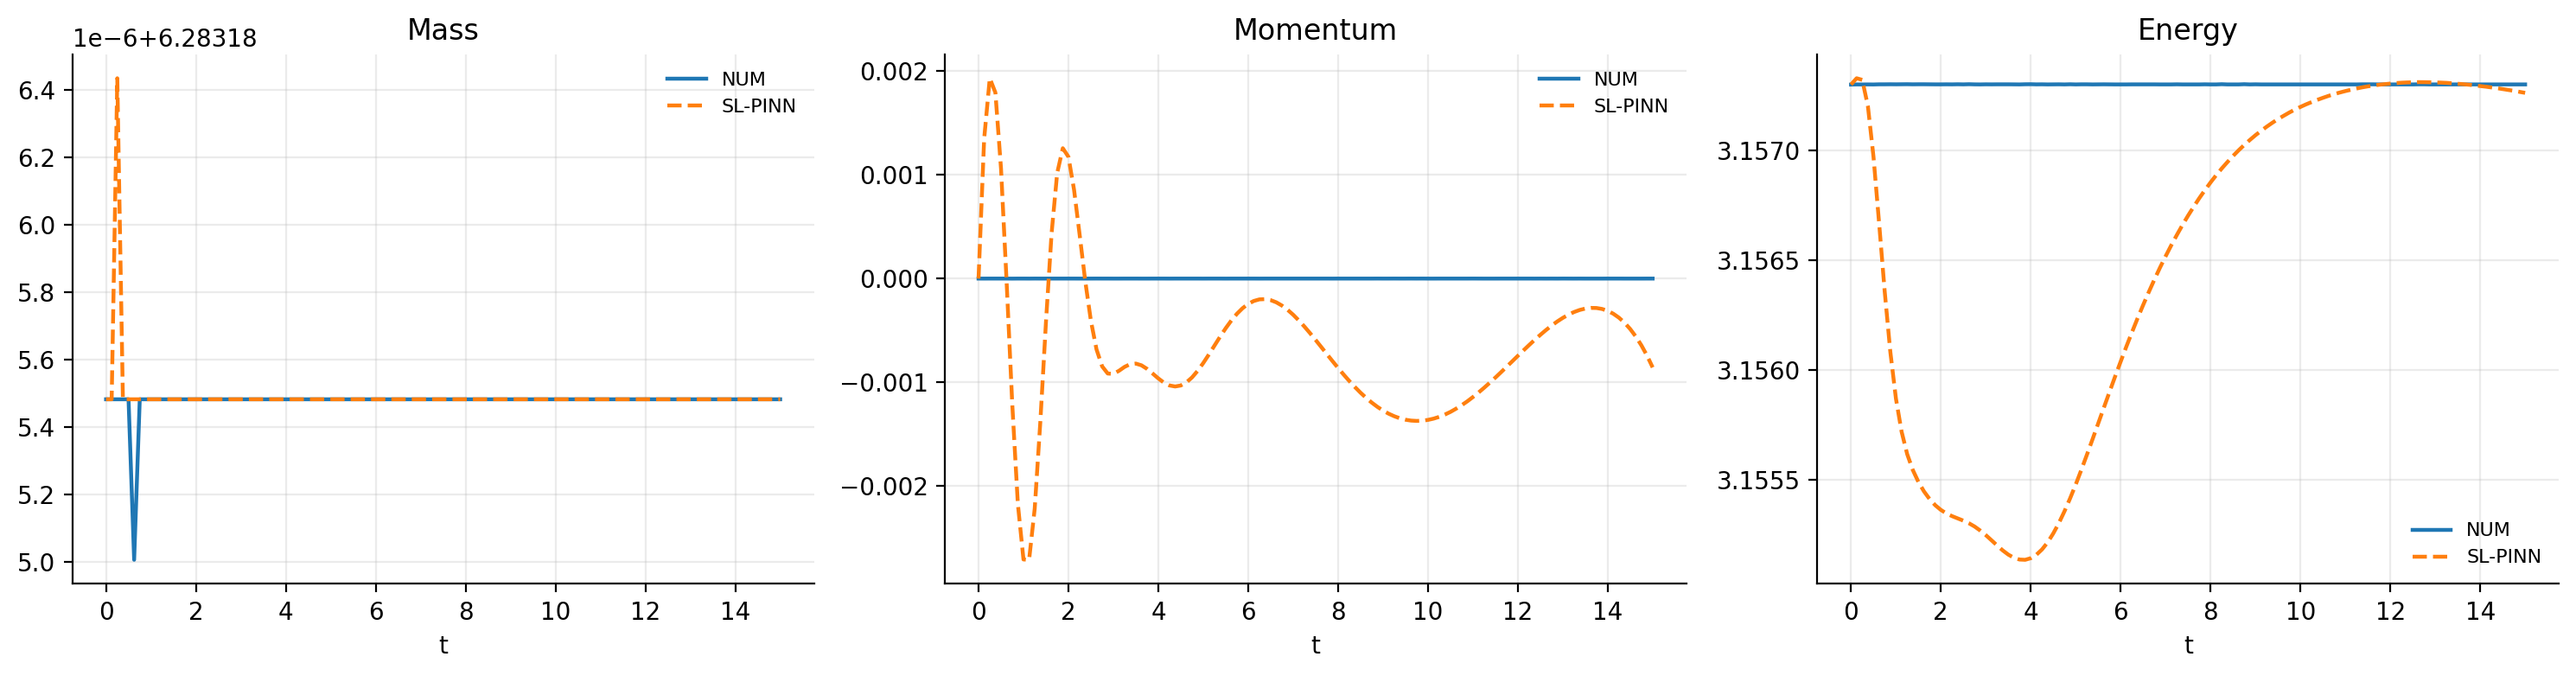 Mass
1e−6+6.28318
6.4
6.2
6.0
5.8
5.6
5.4
5.2
5.0
0 2 4 6 8 10 12 14
t
NUM
SL-PINN
Momentum
0.002
0.001
0.000
−0.001
−0.002
0 2 4 6 8 10 12 14
t
NUM
SL-PINN
Energy
3.1570
3.1565
3.1560
3.1555
0 2 4 6 8 10 12 14
t
NUM
SL-PINN